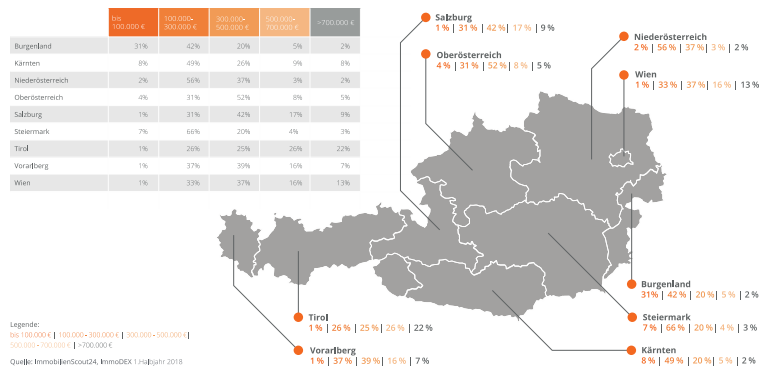 bis
100.000 €
100.000-
300.000 €
300.000-
500.000 €
500.000-
700.000 €
>700.000 €
Burgenland 31% 42% 20% 5% 2%
Kärnten 8% 49% 26% 9% 8%
Niederösterreich 2% 56% 37% 3% 2%
Oberösterreich 4% 31% 52% 8% 5%
Salzburg 1% 31% 42% 17% 9%
Steiermark 7% 66% 20% 4% 3%
Tirol 1% 26% 25% 26% 22%
Vorarlberg 1% 37% 39% 16% 7%
Wien 1% 33% 37% 16% 13%
Salzburg
1 % | 31 % | 42 % | 17 % | 9 %
Oberösterreich
4 % | 31 % | 52 % | 8 % | 5 %
Niederösterreich
2 % | 56 % | 37 % | 3 % | 2 %
Wien
1 % | 33 % | 37 % | 16 % | 13 %
Burgenland
31% | 42 % | 20 % | 5 % | 2 %
Steiermark
7 % | 66 % | 20 % | 4 % | 3 %
Kärnten
8 % | 49 % | 20 % | 5 % | 2 %
Tirol
1 % | 26 % | 25 % | 26 % | 22 %
Vorarlberg
1 % | 37 % | 39 % | 16 % | 7 %
Legende:
bis 100.000 € | 100.000 - 300.000 € | 300.000 - 500.000 € |
500.000 - 700.000 € | >700.000 €
Quelle: ImmobilienScout24, ImmoDEX 1.Halbjahr 2018